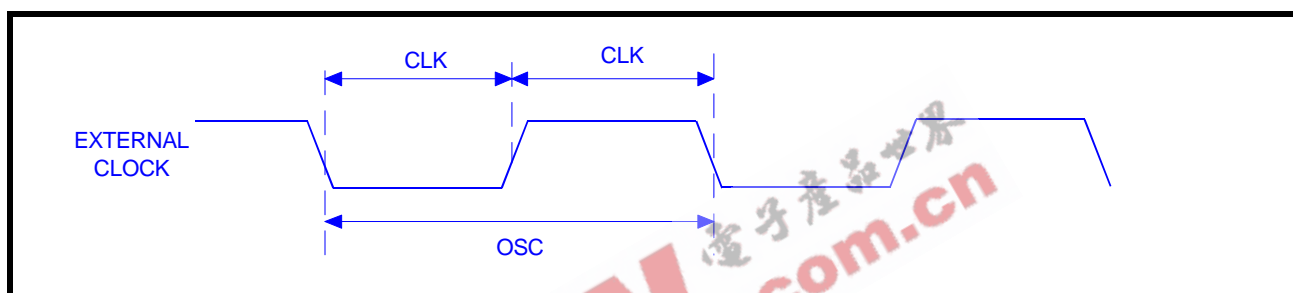 CLK CLK
EXTERNAL
CLOCK
OSC
電子產品世界
.com.cn